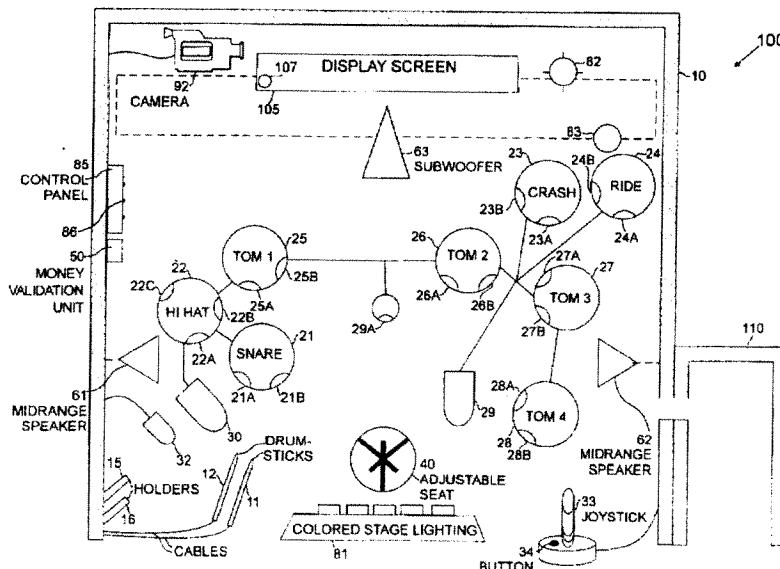 100
10
82
107
DISPLAY SCREEN
92
CAMERA
105
83
85
63
SUBWOOFER
23
24B
24
CONTROL
PANEL
CRASH
RIDE
23B
86
23A
24A
50
25
26
27A
27
MONEY
VALIDATION
UNIT
22
TOM 1
TOM 2
22C
25B
TOM 3
25A
26A
26B
HI HAT
22B
29A
27B
21
110
22A
SNARE
61
28A
21A
21B
29
TOM 4
MIDRANGE
SPEAKER
32
30
28
28B
62
MIDRANGE
SPEAKER
DRUM-
STICKS
15
12
40
ADJUSTABLE
SEAT
HOLDERS
11
33
JOYSTICK
16
COLORED STAGE LIGHTING
34
CABLES
81
BUTTON